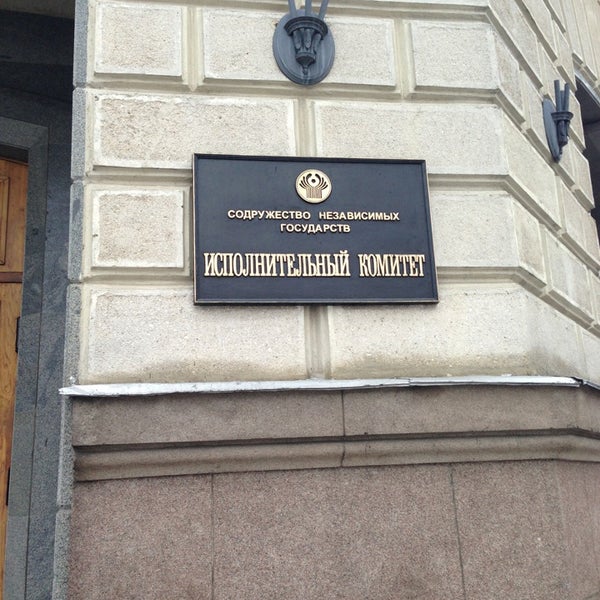 СОДРУЖЕСТВО НЕЗАВИСИМЫХ
ГОСУДАРСТВ
ИСПОЛНИТЕЛЬНЫЙ КОМИТЕТ